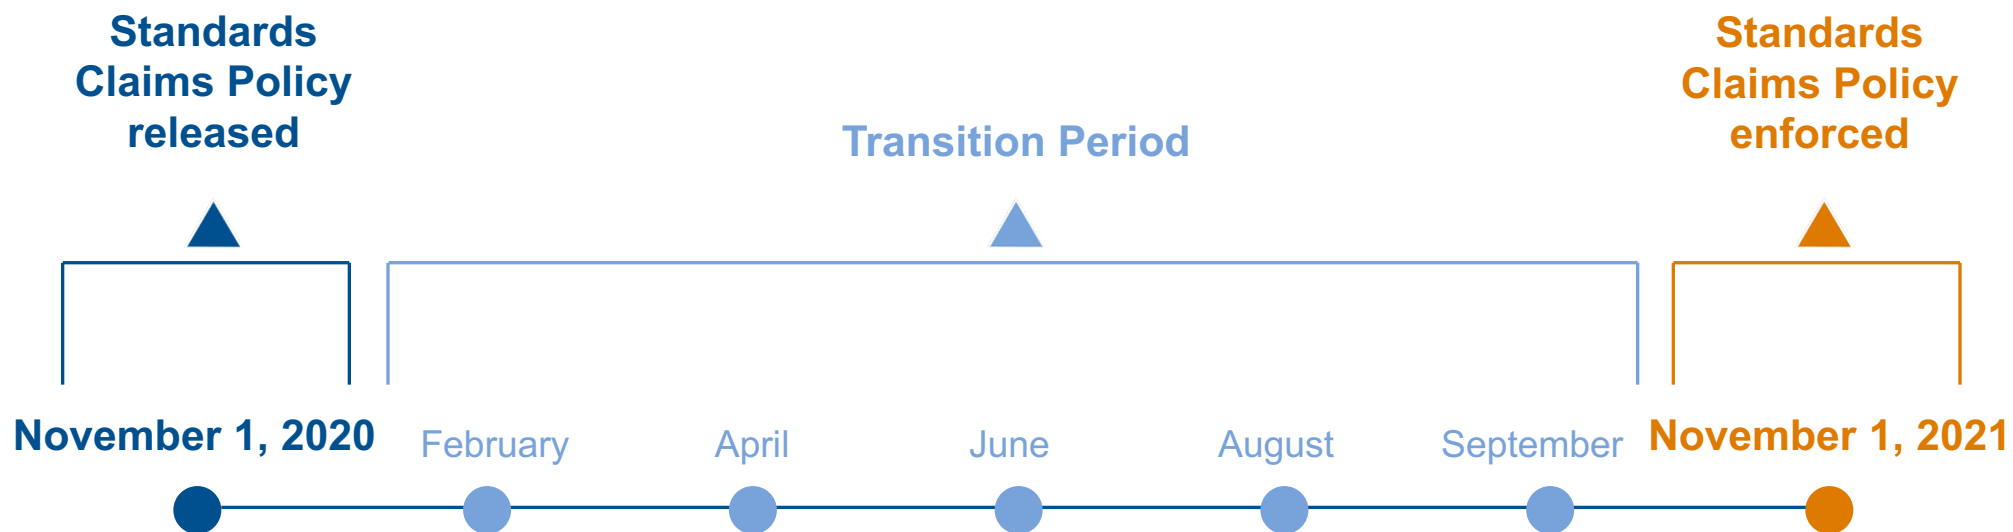 Standards
Claims Policy
released
Transition Period
Standards
Claims Policy
enforced
November 1, 2020
February
April
June
August
September
November 1, 2021